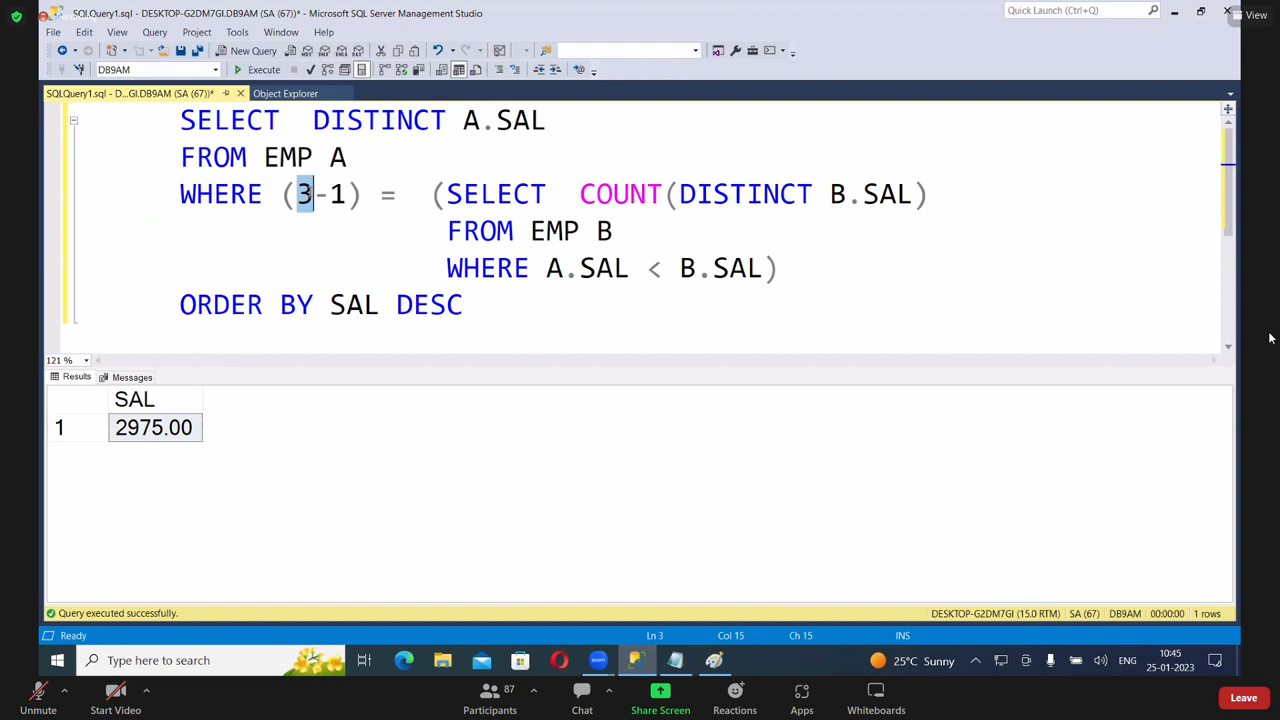 SQLQuery1.sql - DESKTOP-G2DM7GI.DB9AM (SA (67))* - Microsoft SQL Server Management Studio
Quick Launch (Ctrl+Q)
View
File Edit View Query Project Tools Window Help
New Query
DB9AM
Execute
SQLQuery1.sql - D...GI.DB9AM (SA (67))*
Object Explorer
SELECT DISTINCT A.SAL
FROM EMP A
WHERE (3-1) = (SELECT COUNT(DISTINCT B.SAL)
FROM EMP B
WHERE A.SAL < B.SAL)
ORDER BY SAL DESC
121 %
Results Messages
SAL
1 2975.00
Query executed successfully.
DESKTOP-G2DM7GI (15.0 RTM) SA (67) DB9AM 00:00:00 1 rows
Ready
Ln 3 Col 15 Ch 15 INS
Type here to search
25°C Sunny
ENG
10:45
25-01-2023
Unmute
Start Video
87
Participants
Chat
Share Screen
Reactions
Apps
Whiteboards
Leave